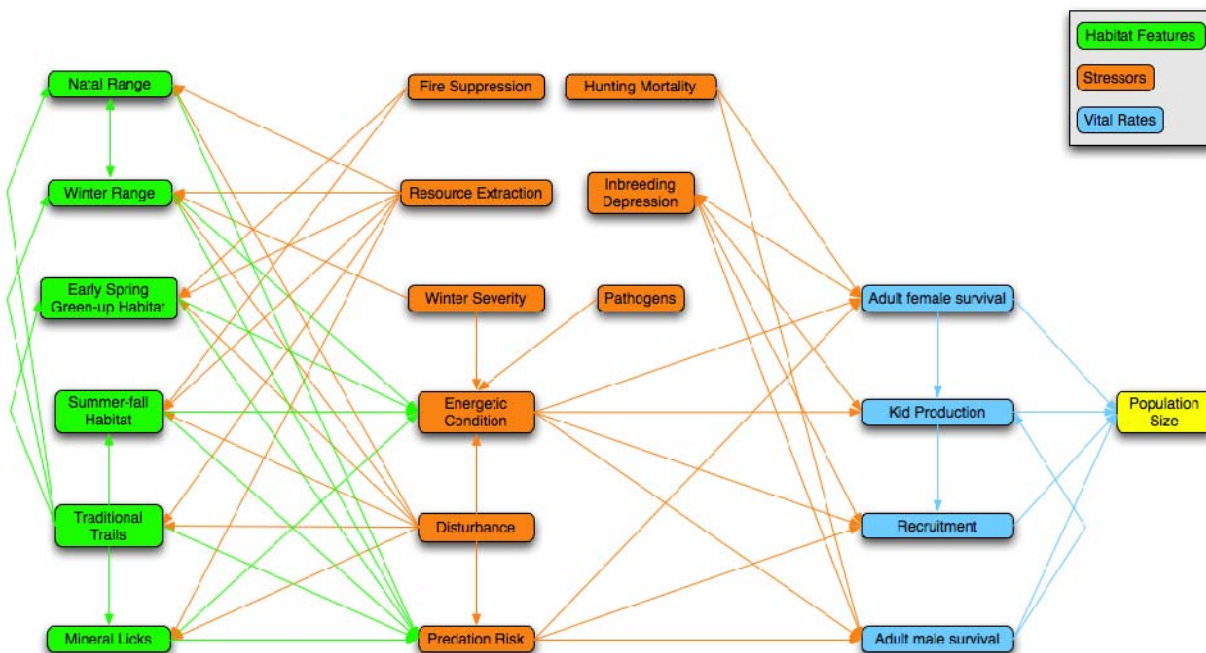 Habitat Features
Stressors
Vital Rates
Natal Range
Fire Suppression
Hunting Mortality
Winter Range
Resource Extraction
Inbreeding
Depression
Early Spring
Green-up Habitat
Winter Severity
Pathogens
Adult female survival
Summer-fall
Habitat
Energetic
Condition
Kid Production
Population
Size
Traditional
Trails
Disturbance
Recruitment
Mineral Licks
Predation Risk
Adult male survival